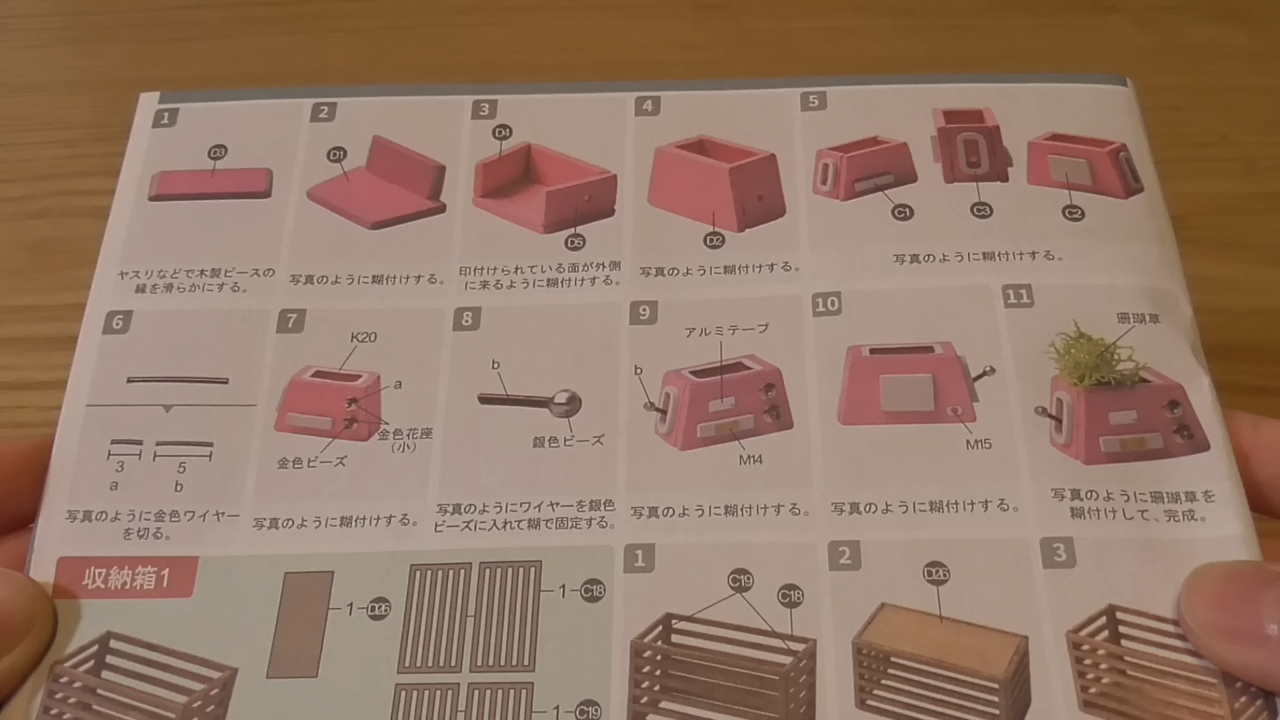 1
D3
ヤスリなどで木製ピースの
縁を滑らかにする。
2
D1
写真のように糊付けする。
3
D4
D5
印付けられている面が外側
に来るように糊付けする。
4
D2
写真のように糊付けする。
5
C1
C3
C2
写真のように糊付けする。
6
3
5
a
b
写真のように金色ワイヤー
を切る。
7
K20
a
金色花座
(小)
金色ビーズ
写真のように糊付けする。
8
b
銀色ビーズ
写真のようにワイヤーを銀色
ビーズに入れて糊で固定する。
9
アルミテープ
b
M14
写真のように糊付けする。
10
M15
写真のように糊付けする。
11
珊瑚草
写真のように珊瑚草を
糊付けして、完成。
収納箱1
1-D26
1-C18
1-C19
1
C19
C18
2
D26
3